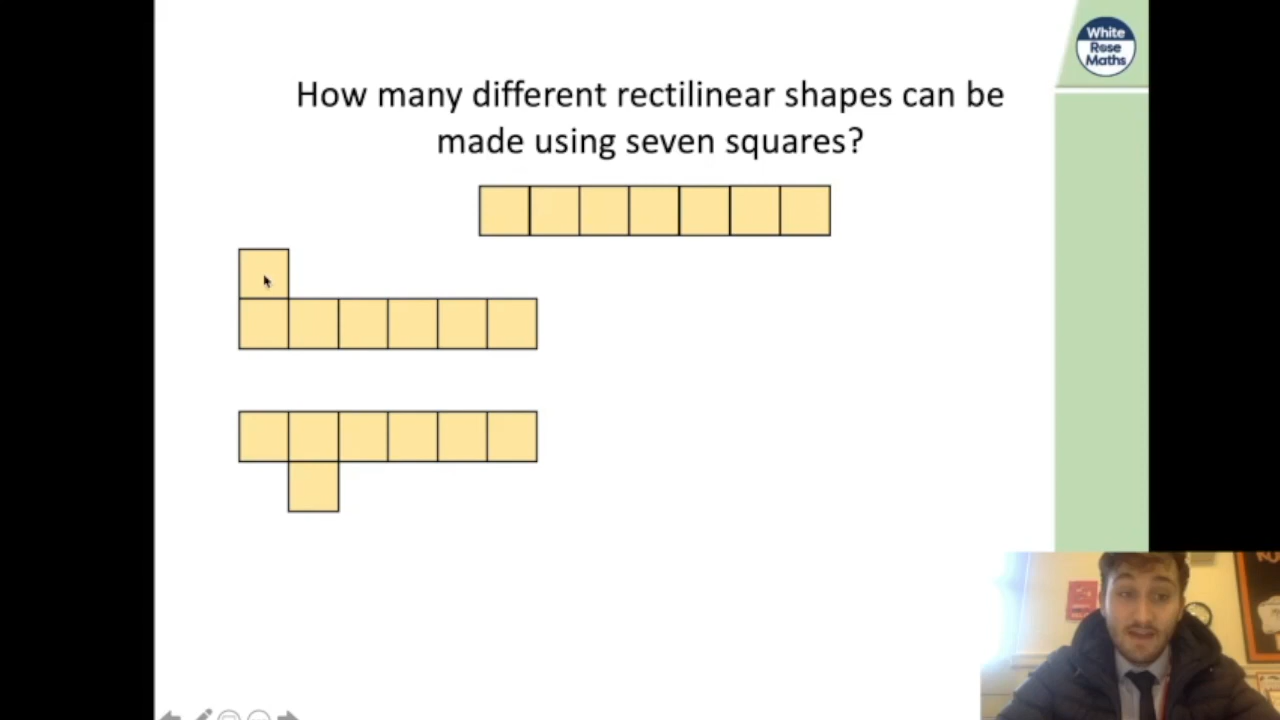 White
Rose
Maths
How many different rectilinear shapes can be
made using seven squares?